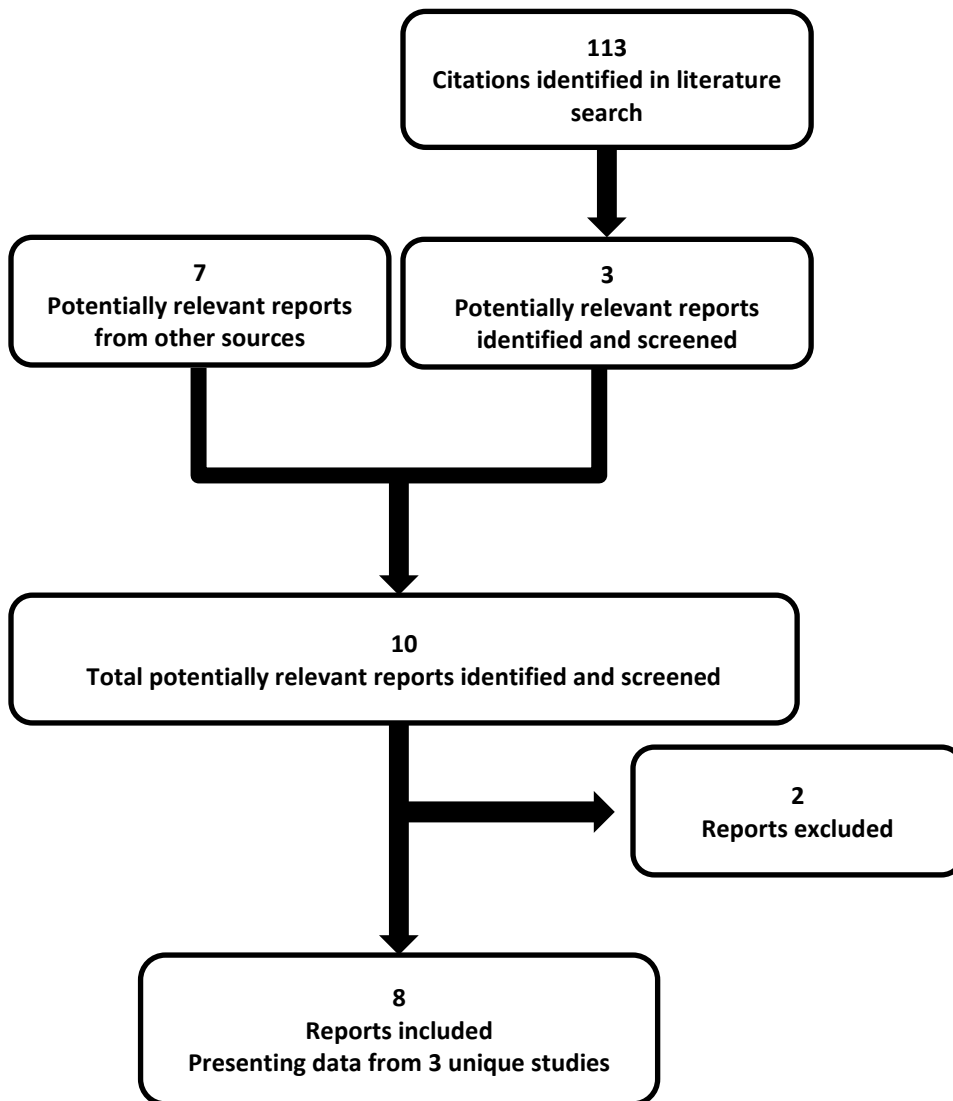 113
Citations identified in literature
search
7
Potentially relevant reports
from other sources
3
Potentially relevant reports
identified and screened
10
Total potentially relevant reports identified and screened
2
Reports excluded
8
Reports included
Presenting data from 3 unique studies